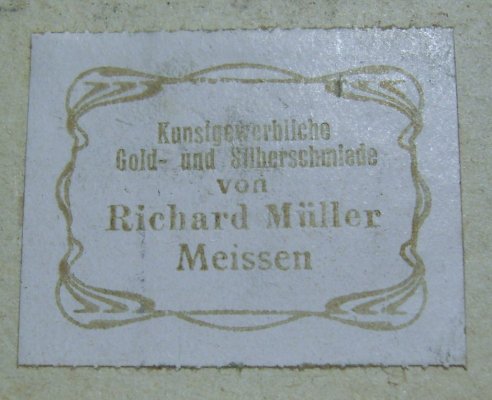 Kunstgewerbliche
Gold- und Silberschmiede
von
Richard Müller
Meissen